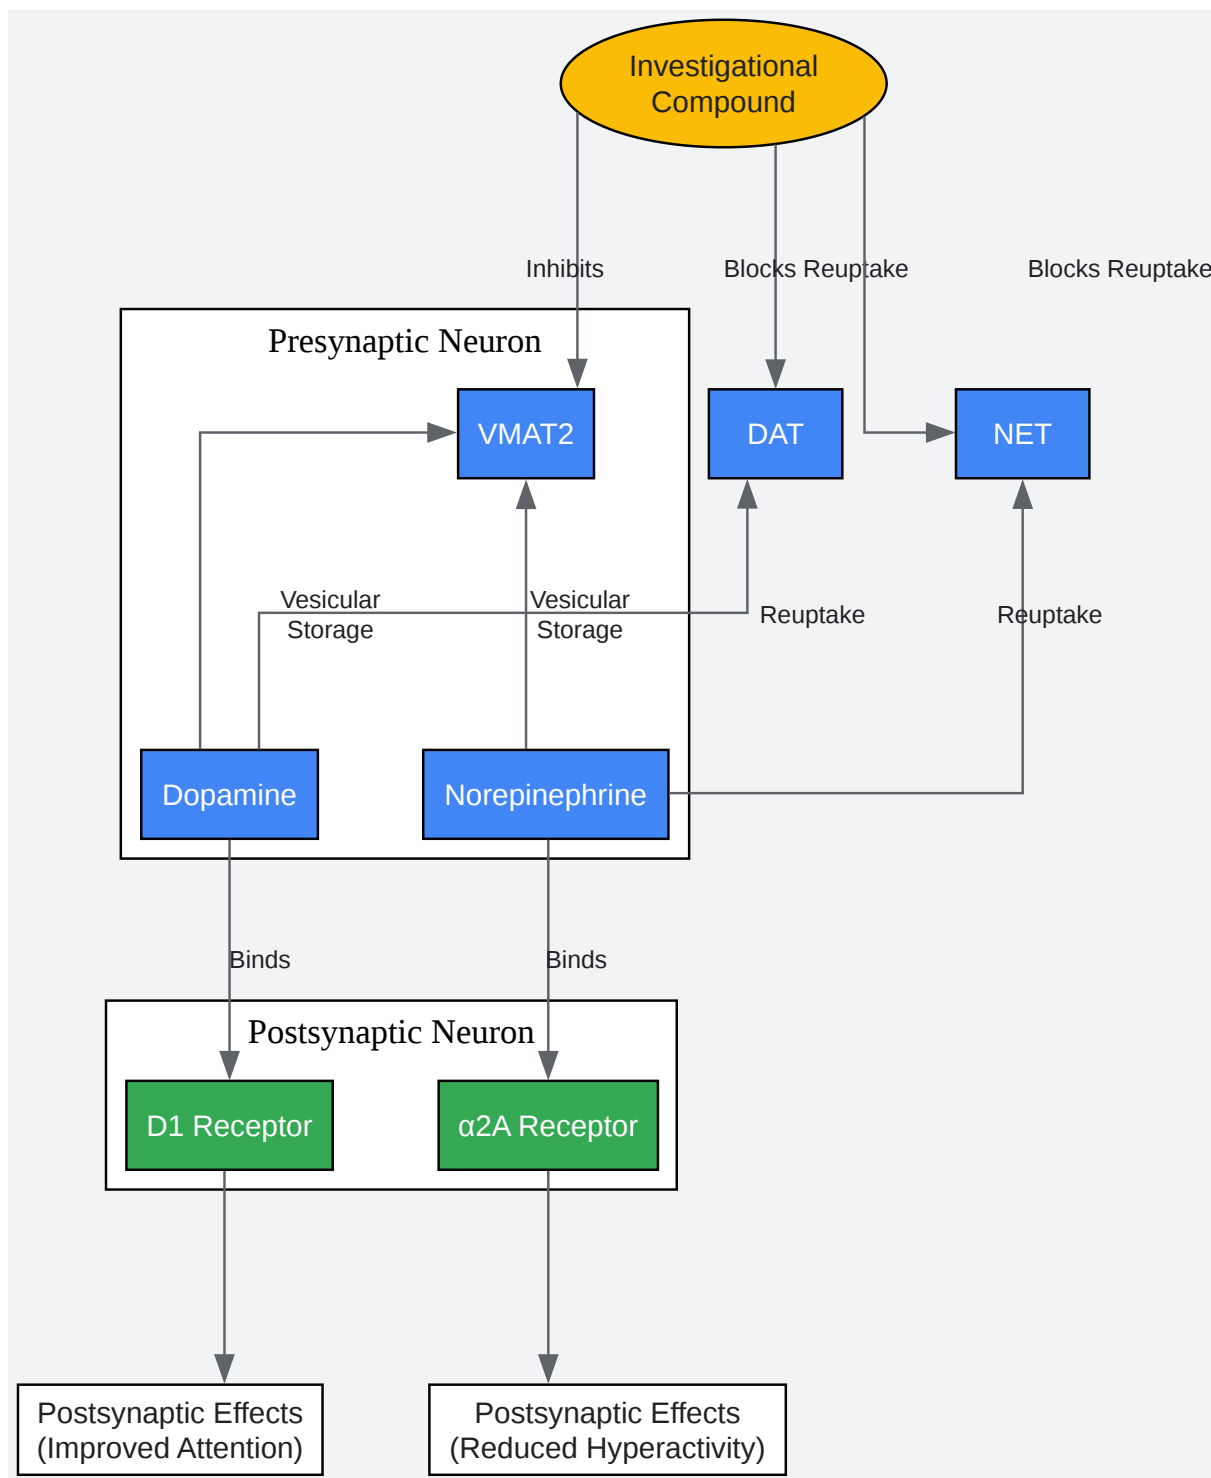 Investigational
Compound
Inhibits
Blocks Reuptake
Blocks Reuptake
Presynaptic Neuron
VMAT2
DAT
NET
Vesicular
Storage
Vesicular
Storage
Reuptake
Reuptake
Dopamine
Norepinephrine
Binds
Binds
Postsynaptic Neuron
D1 Receptor
α2A Receptor
Postsynaptic Effects
(Improved Attention)
Postsynaptic Effects
(Reduced Hyperactivity)